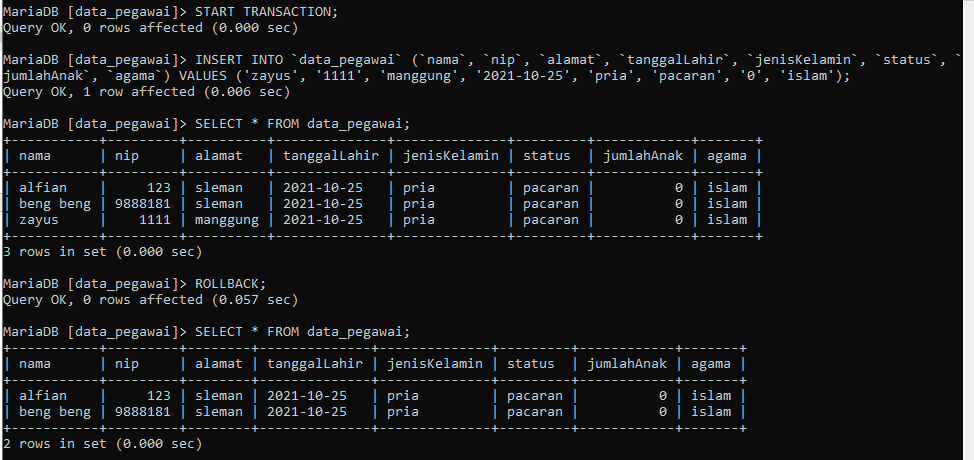 MariaDB [data_pegawai]> START TRANSACTION;
Query OK, 0 rows affected (0.000 sec)
MariaDB [data_pegawai]> INSERT INTO `data_pegawai` (`nama`, `nip`, `alamat`, `tanggalLahir`, `jenisKelamin`, `status`, `
jumlahAnak`, `agama`) VALUES ('zayus', '1111', 'manggung', '2021-10-25', 'pria', 'pacaran', '0', 'islam');
Query OK, 1 row affected (0.006 sec)
MariaDB [data_pegawai]> SELECT * FROM data_pegawai;
+-----------+---------+----------+--------------+--------------+---------+------------+-------+
| nama      | nip     | alamat   | tanggalLahir | jenisKelamin | status  | jumlahAnak | agama |
+-----------+---------+----------+--------------+--------------+---------+------------+-------+
| alfian    |     123 | sleman   | 2021-10-25   | pria         | pacaran |          0 | islam |
| beng beng | 9888181 | sleman   | 2021-10-25   | pria         | pacaran |          0 | islam |
| zayus     |    1111 | manggung | 2021-10-25   | pria         | pacaran |          0 | islam |
+-----------+---------+----------+--------------+--------------+---------+------------+-------+
3 rows in set (0.000 sec)
MariaDB [data_pegawai]> ROLLBACK;
Query OK, 0 rows affected (0.057 sec)
MariaDB [data_pegawai]> SELECT * FROM data_pegawai;
+-----------+---------+--------+--------------+--------------+---------+------------+-------+
| nama      | nip     | alamat | tanggalLahir | jenisKelamin | status  | jumlahAnak | agama |
+-----------+---------+--------+--------------+--------------+---------+------------+-------+
| alfian    |     123 | sleman | 2021-10-25   | pria         | pacaran |          0 | islam |
| beng beng | 9888181 | sleman | 2021-10-25   | pria         | pacaran |          0 | islam |
+-----------+---------+--------+--------------+--------------+---------+------------+-------+
2 rows in set (0.000 sec)